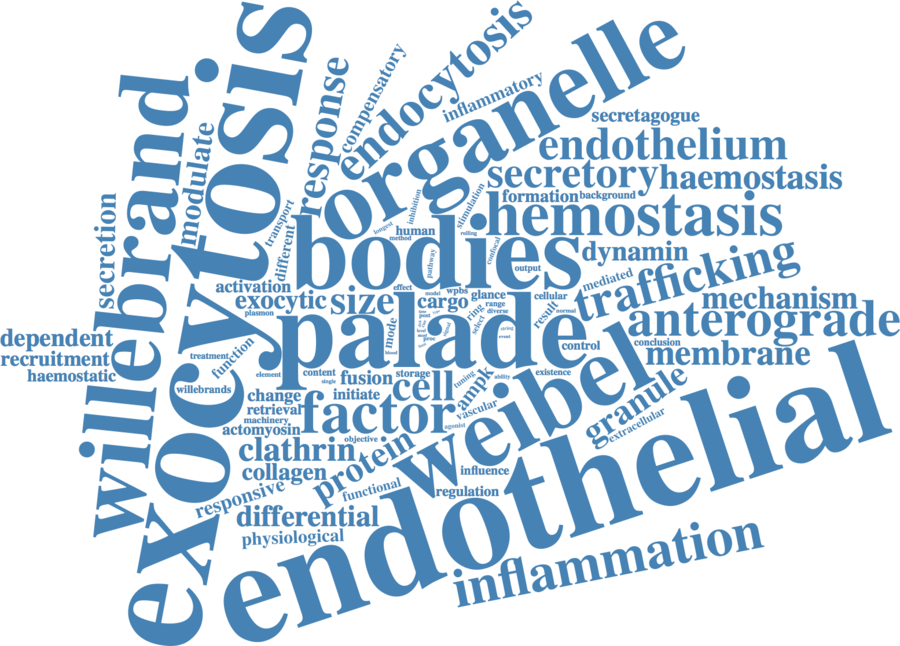 exocytosis
willebrand
modulate
response
compensatory
endocytosis
inflammatory
organelle
secretagogue
endothelium
secretory
haemostasis
formation
background
hemostasis
stimulation
inhibition
longest
human
method
rolling
pathway
confocal
bodies
output
dynamin
secretion
transport
different
activation
exocytic
size
plasmon
effect
model
wpbs
cargo
glance
range
diverse
ring
select
cellular
result
normal
mediated
trafficking
mechanism
anterograde
conclusion
membrane
control
palade
mode
blood
dependent
recruitment
haemostatic
treatment
function
willebrands
element
content
single
storage
fusion
initiate
cell
tuning
ability
existence
ampk
vascular
agonist
weibel
granule
extracellular
change
retrieval
machinery
actomyosin
factor
clathrin
objective
collagen
protein
functional
influence
regulation
responsive
differential
physiological
endothelial
inflammation